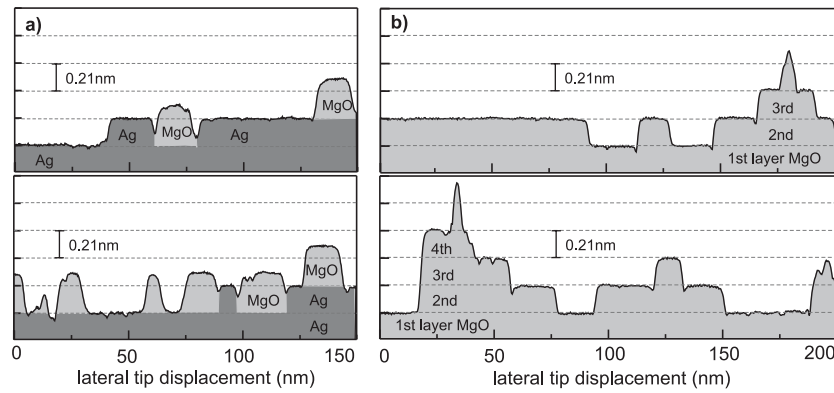 a)
0.21nm
MgO
Ag
MgO
Ag
MgO
Ag
b)
0.21nm
3rd
2nd
1st layer MgO
0.21nm
MgO
MgO
Ag
Ag
0
50
100
150
lateral tip displacement (nm)
4th
0.21nm
3rd
2nd
1st layer MgO
0
50
100
150
200
lateral tip displacement (nm)